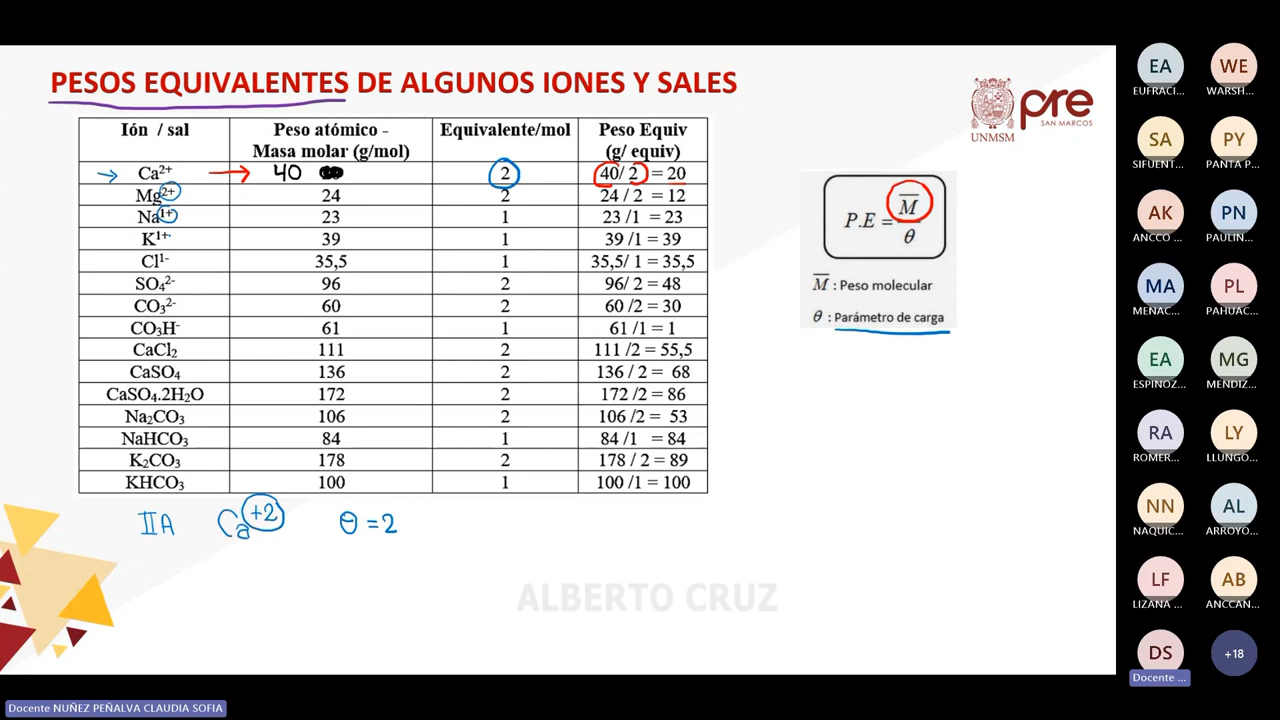 PESOS EQUIVALENTES DE ALGUNOS IONES Y SALES
UNMSM
pre
SAN MARCOS
Ión / sal | Peso atómico - Masa molar (g/mol) | Equivalente/mol | Peso Equiv (g/ equiv)
Ca²⁺ | 40 | 2 | 40/ 2 = 20
Mg²⁺ | 24 | 2 | 24 / 2 = 12
Na¹⁺ | 23 | 1 | 23 /1 = 23
K¹⁺ | 39 | 1 | 39 /1 = 39
Cl¹⁻ | 35,5 | 1 | 35,5/ 1 = 35,5
SO₄²⁻ | 96 | 2 | 96/ 2 = 48
CO₃²⁻ | 60 | 2 | 60 /2 = 30
CO₃H⁻ | 61 | 1 | 61 /1 = 1
CaCl₂ | 111 | 2 | 111 /2 = 55,5
CaSO₄ | 136 | 2 | 136 / 2 = 68
CaSO₄.2H₂O | 172 | 2 | 172 /2 = 86
Na₂CO₃ | 106 | 2 | 106 /2 = 53
NaHCO₃ | 84 | 1 | 84 /1 = 84
K₂CO₃ | 178 | 2 | 178 / 2 = 89
KHCO₃ | 100 | 1 | 100 /1 = 100
P.E = M̅ / θ
M̅ : Peso molecular
θ : Parámetro de carga
IIA Ca⁺² θ = 2
ALBERTO CRUZ
EA WE
EUFRACI... WARSH...
SA PY
SIFUENT... PANTA P...
AK PN
ANCCO ... PAULIN...
MA PL
MENAC... PAHUAC...
EA MG
ESPINOZ... MENDIZ...
RA LY
ROMER... LLUNGO...
NN AL
NAQUIC... ARROYO...
LF AB
LIZANA ... ANCCAN...
DS +18
Docente ...
Docente NUÑEZ PEÑALVA CLAUDIA SOFIA